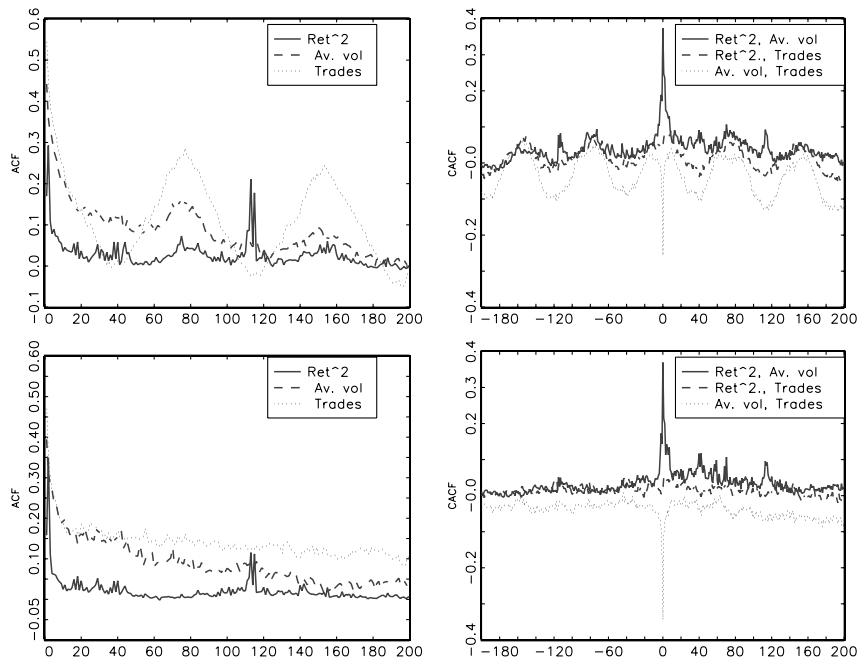 0.6
0.5
0.4
0.3
0.2
0.1
0.0
-0.1
ACF
Ret^2
Av. vol
Trades
0 20 40 60 80 100 120 140 160 180 200
0.4
0.2
-0.0
-0.2
-0.4
CACF
Ret^2, Av. vol
Ret^2., Trades
Av. vol, Trades
-180 -120 -60 0 40 80 120 160 200
0.60
0.50
0.40
0.30
0.20
0.10
-0.05
ACF
Ret^2
Av. vol
Trades
0 20 40 60 80 100 120 140 160 180 200
0.4
0.2
-0.0
-0.2
-0.4
CACF
Ret^2, Av. vol
Ret^2., Trades
Av. vol, Trades
-180 -120 -60 0 40 80 120 160 200